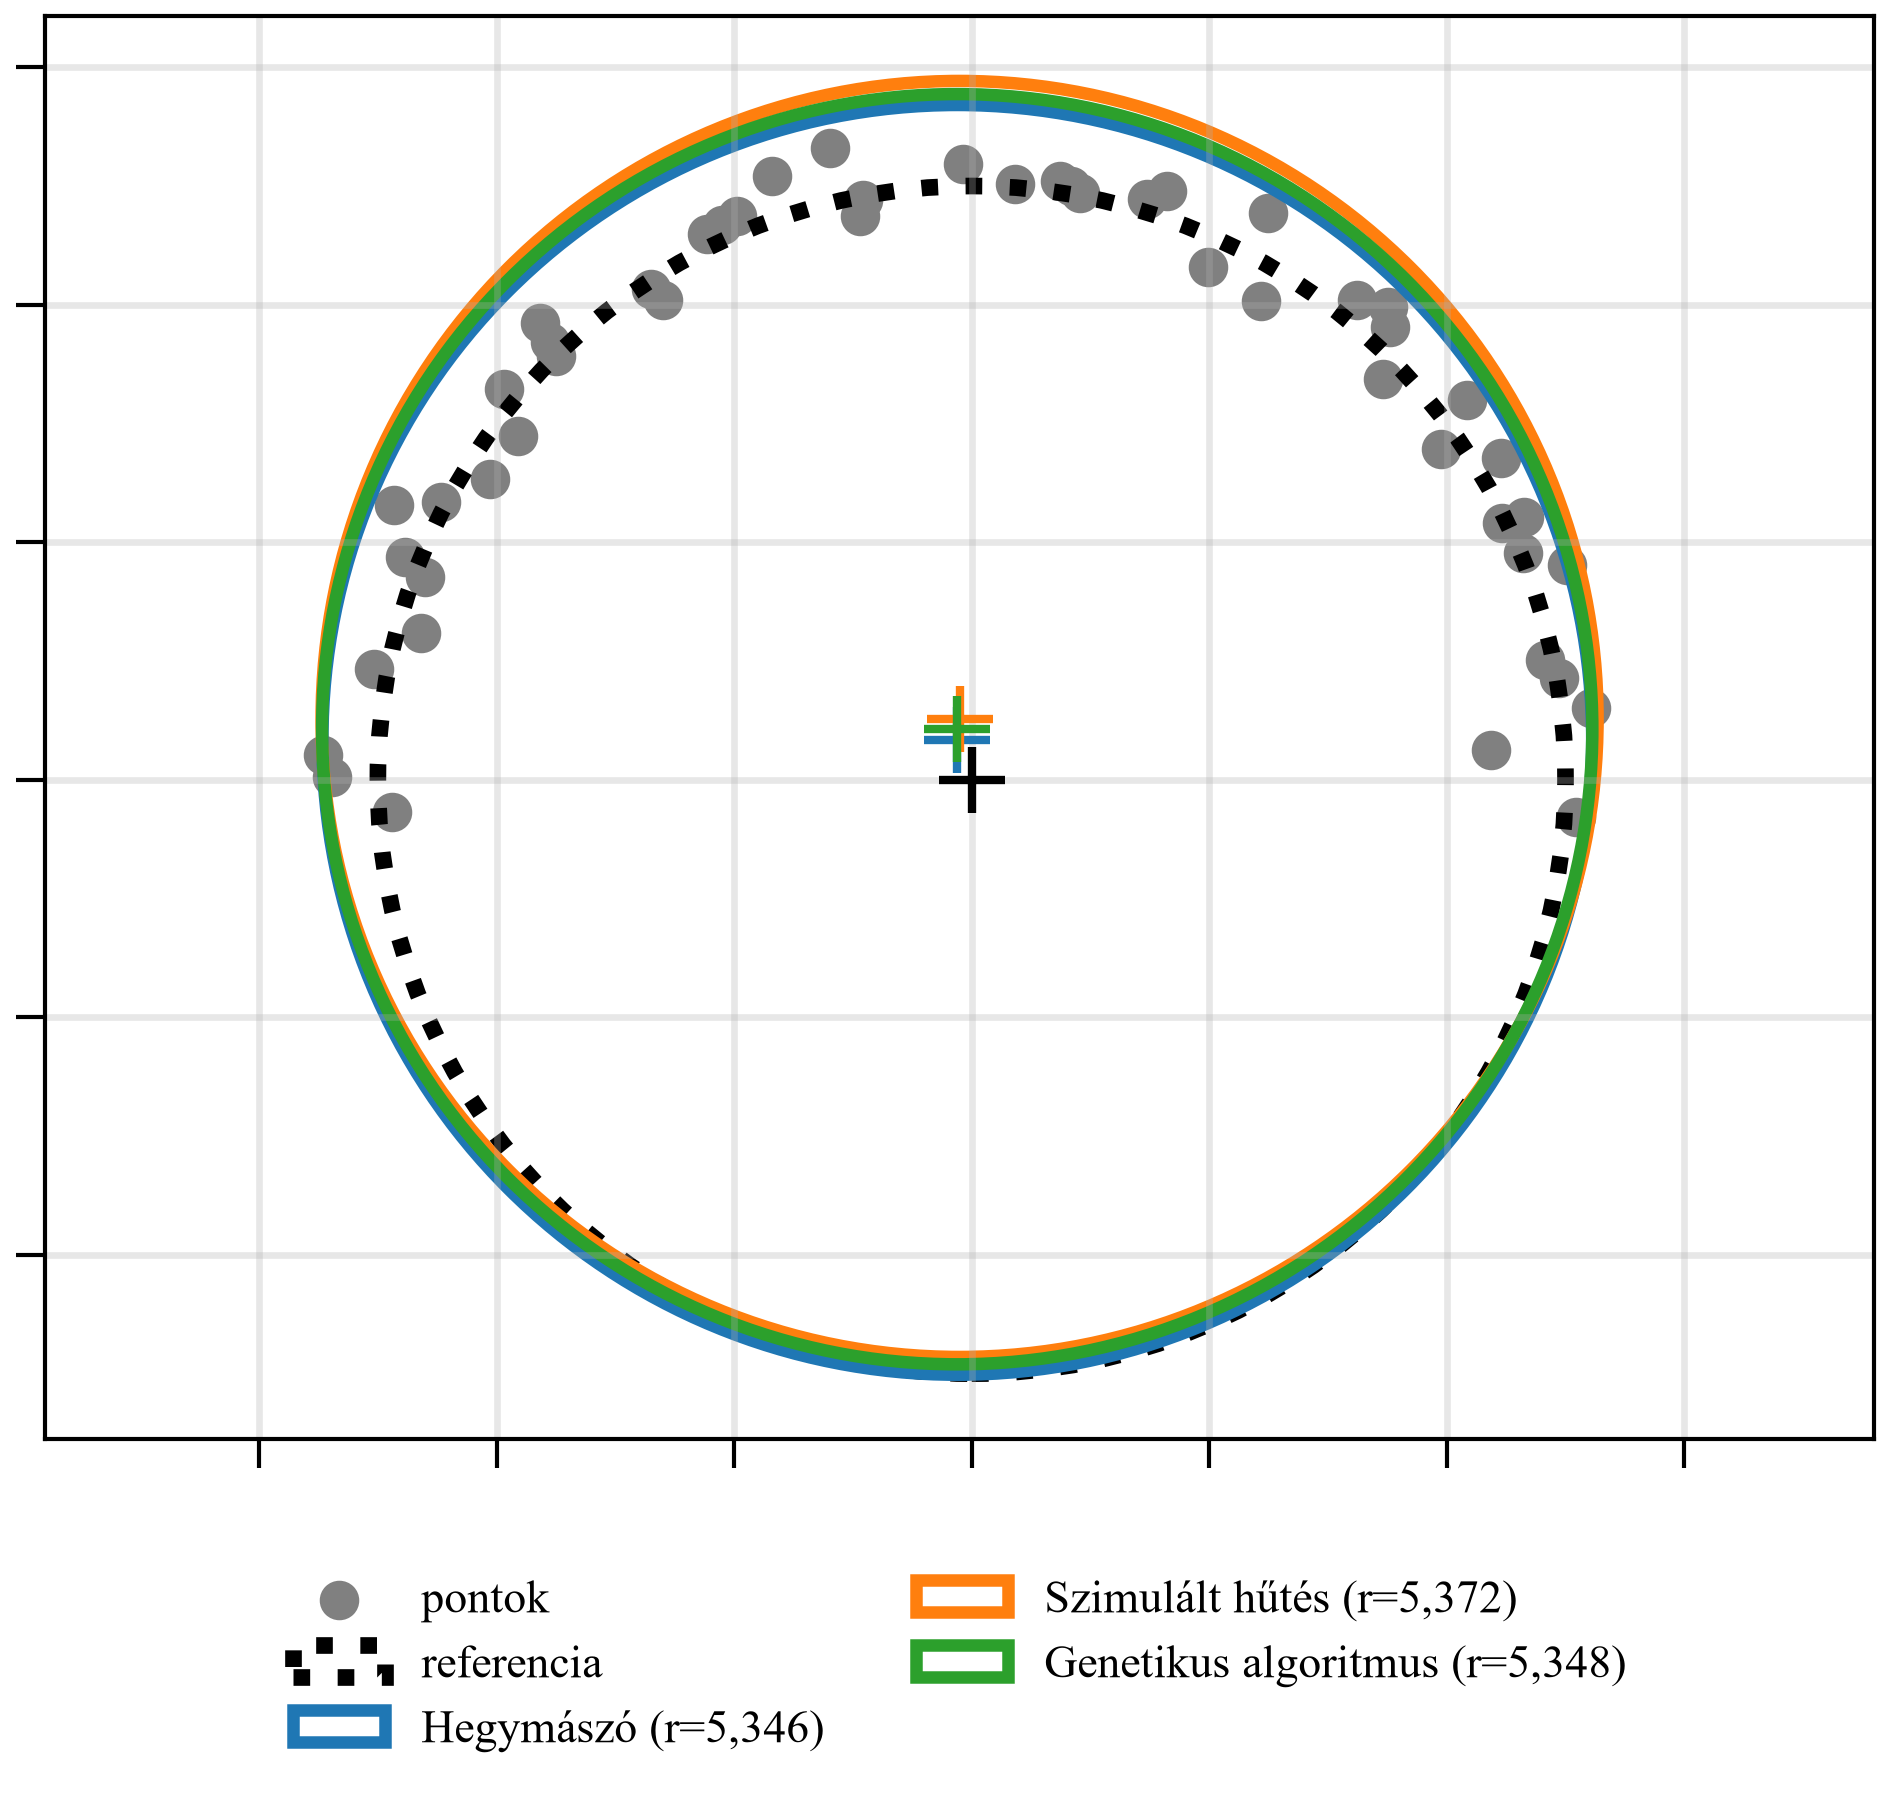 pontok
referencia
Hegymászó (r=5,346)
Szimulált hűtés (r=5,372)
Genetikus algoritmus (r=5,348)